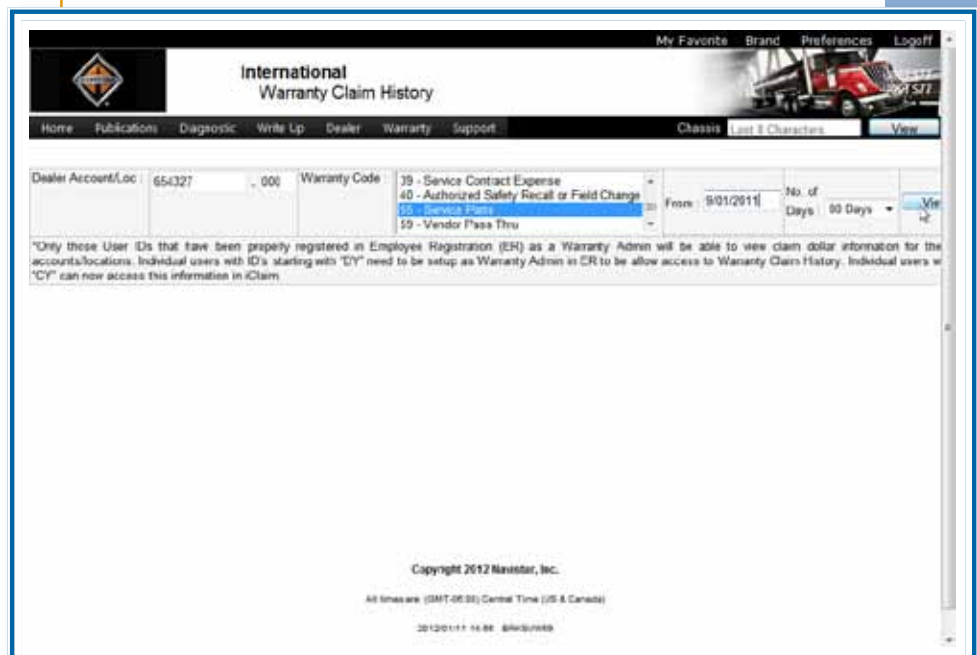 My Favorite Brand Preferences Logoff
International
Warranty Claim History
Home Publications Diagnostic Write Up Dealer Warranty Support Chassis Last 8 Characters View
Dealer Account/Loc : 654327 . 000 Warranty Code :
39 - Service Contract Expense
40 - Authorized Safety Recall or Field Change
55 - Service Parts
59 - Vendor Pass Thru
From : 9/01/2011
No. of
Days : Days
Vie
*Only those User IDs that have been properly registered in Employee Registration (ER) as a Warranty Admin will be able to view claim dollar information for the
accounts/locations. Individual users with ID's starting with "DY" need to be setup as Warranty Admin in ER to be allow access to Warranty Claim History. Individual users w
"CY" can now access this information in iClaim.
Copyright 2012 Navistar, Inc.
All times are (GMT-06:00) Central Time (US & Canada)